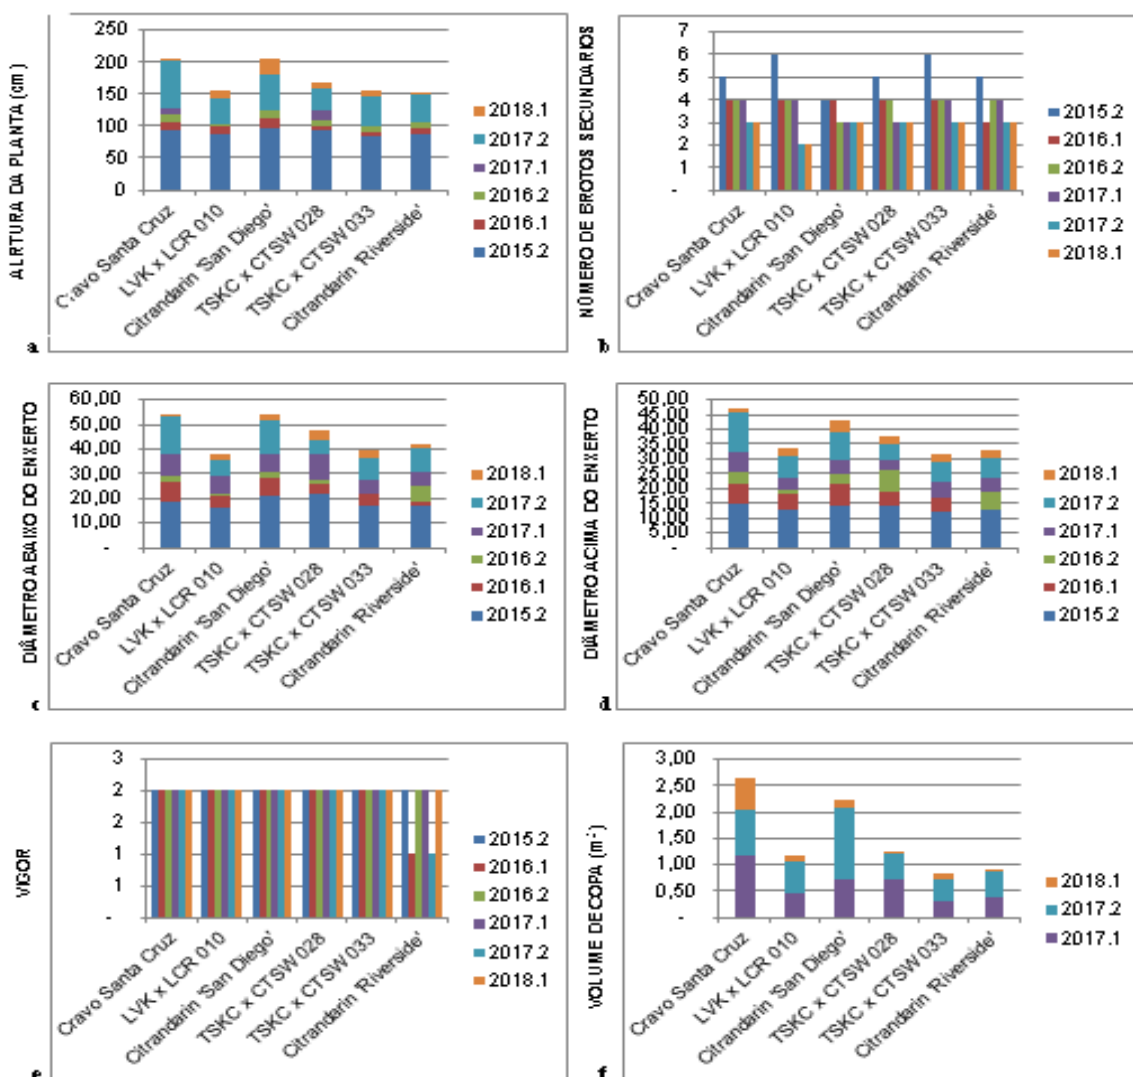 ALRTURA DA PLANTA (cm)
250
200
150
100
50
0
Cravo Santa Cruz
LVK x LCR 010
Citrandarin 'San Diego'
TSKC x CTSW 028
TSKC x CTSW 033
Citrandarin 'Riverside'
2018.1
2017.2
2017.1
2016.2
2016.1
2015.2
a
NÚMERO DE BROTOS SECUNDÁRIOS
7
6
5
4
3
2
1
-
Cravo Santa Cruz
LVK x LCR 010
Citrandarin 'San Diego'
TSKC x CTSW 028
TSKC x CTSW 033
Citrandarin 'Riverside'
2015.2
2016.1
2016.2
2017.1
2017.2
2018.1
b
DIÂMETRO ABAIXO DO ENXERTO
60,00
50,00
40,00
30,00
20,00
10,00
-
Cravo Santa Cruz
LVK x LCR 010
Citrandarin 'San Diego'
TSKC x CTSW 028
TSKC x CTSW 033
Citrandarin 'Riverside'
2018.1
2017.2
2017.1
2016.2
2016.1
2015.2
c
DIÂMETRO ACIMA DO ENXERTO
50,00
45,00
40,00
35,00
30,00
25,00
20,00
15,00
10,00
5,00
-
Cravo Santa Cruz
LVK x LCR 010
Citrandarin 'San Diego'
TSKC x CTSW 028
TSKC x CTSW 033
Citrandarin 'Riverside'
2018.1
2017.2
2017.1
2016.2
2016.1
2015.2
d
VIGOR
3
2
2
1
1
-
Cravo Santa Cruz
LVK x LCR 010
Citrandarin 'San Diego'
TSKC x CTSW 028
TSKC x CTSW 033
Citrandarin 'Riverside'
2015.2
2016.1
2016.2
2017.1
2017.2
2018.1
e
VOLUME DE COPA
3,00
2,50
2,00
1,50
1,00
0,50
-
Cravo Santa Cruz
LVK x LCR 010
Citrandarin 'San Diego'
TSKC x CTSW 028
TSKC x CTSW 033
Citrandarin 'Riverside'
2018.1
2017.2
2017.1
f